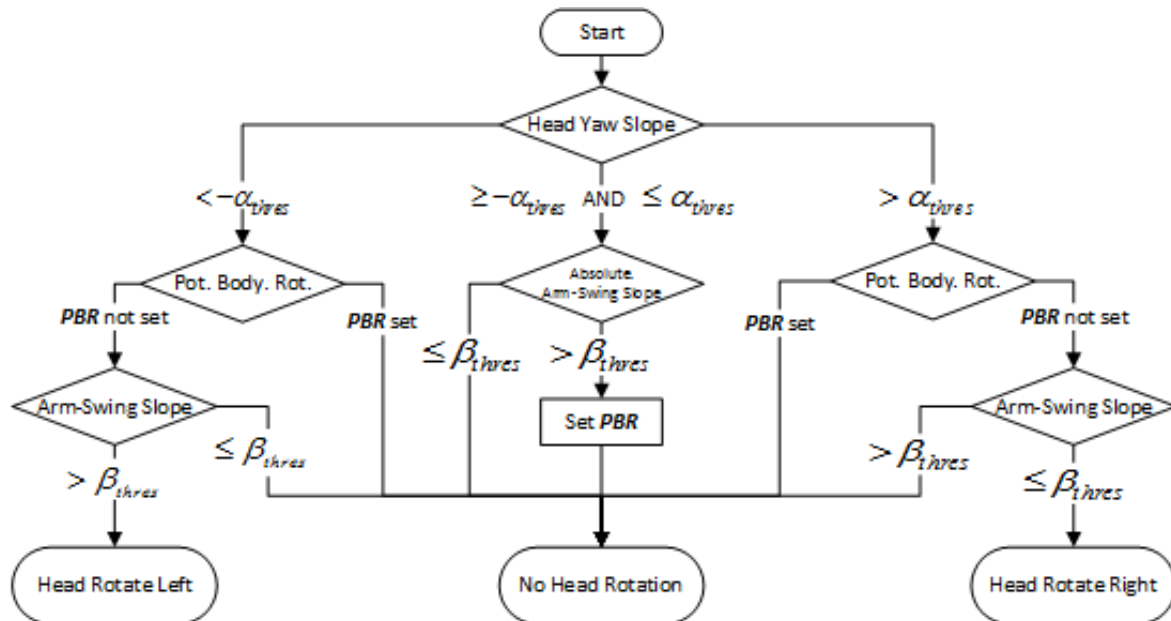 Start
Head Yaw Slope
< -α_thres
≥ -α_thres AND ≤ α_thres
> α_thres
Pot. Body. Rot.
Absolute.
Arm-Swing Slope
Pot. Body. Rot.
PBR not set
PBR set
≤ β_thres
> β_thres
PBR set
PBR not set
Arm-Swing Slope
Set PBR
Arm-Swing Slope
> β_thres
≤ β_thres
> β_thres
≤ β_thres
Head Rotate Left
No Head Rotation
Head Rotate Right